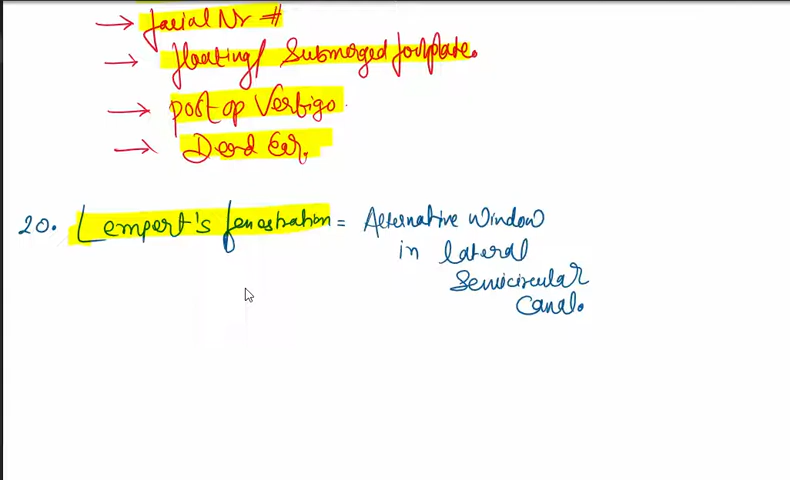 → facial Nr #
→ floating/ Submerged footplate.
→ post op Vertigo.
→ Dead Ear.
20. Lempert's fenestration = Alternative Window
in lateral
Semicircular
Canal.